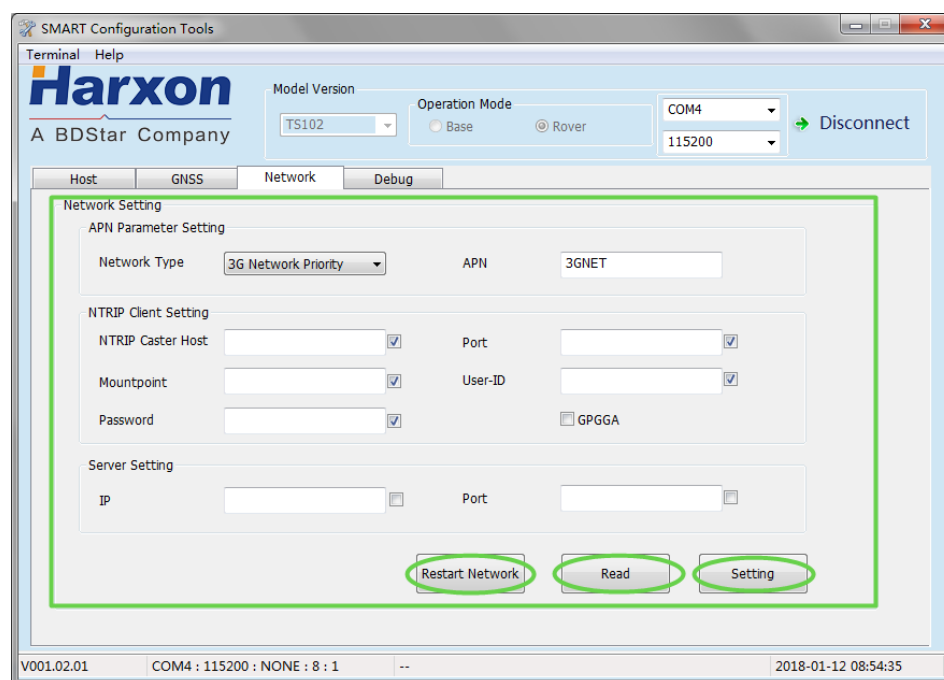 SMART Configuration Tools
Terminal Help
Harxon
A BDStar Company
Model Version
TS102
Operation Mode
Base Rover
COM4
115200
Disconnect
Host GNSS Network Debug
Network Setting
APN Parameter Setting
Network Type 3G Network Priority APN 3GNET
NTRIP Client Setting
NTRIP Caster Host Port
Mountpoint User-ID
Password GPGGA
Server Setting
IP Port
Restart Network Read Setting
V001.02.01 COM4 : 115200 : NONE : 8 : 1 -- 2018-01-12 08:54:35